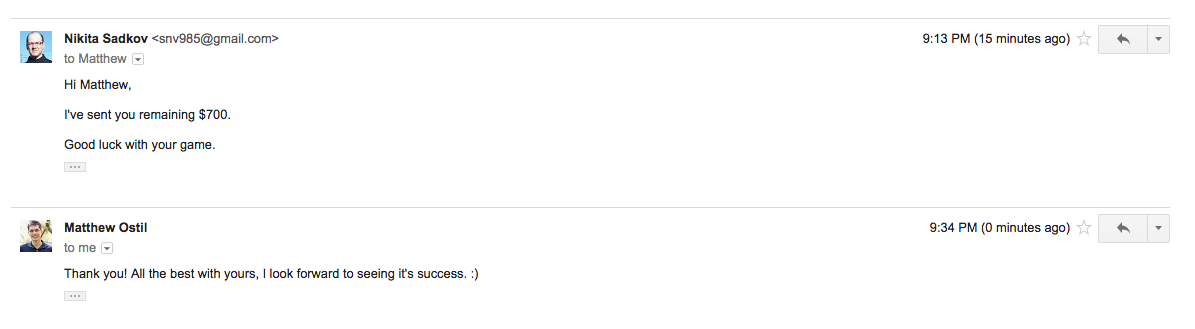 Nikita Sadkov <snv985@gmail.com> 9:13 PM (15 minutes ago)
to Matthew
Hi Matthew,
I've sent you remaining $700.
Good luck with your game.
Matthew Ostil 9:34 PM (0 minutes ago)
to me
Thank you! All the best with yours, I look forward to seeing it's success. :)